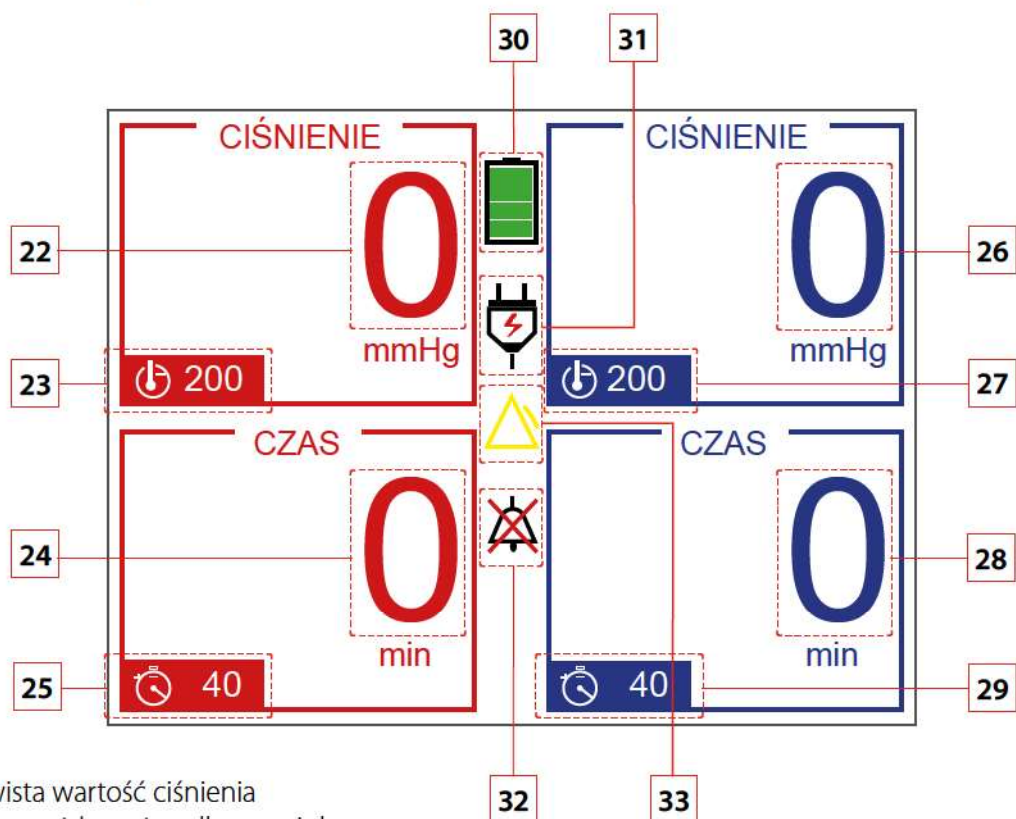 30 31
CIŚNIENIE CIŚNIENIE
22 0 0 26
mmHg mmHg
23 200 200 27
CZAS CZAS
24 0 0 28
min min
25 40 40 29
wartość ciśnienia
32 33